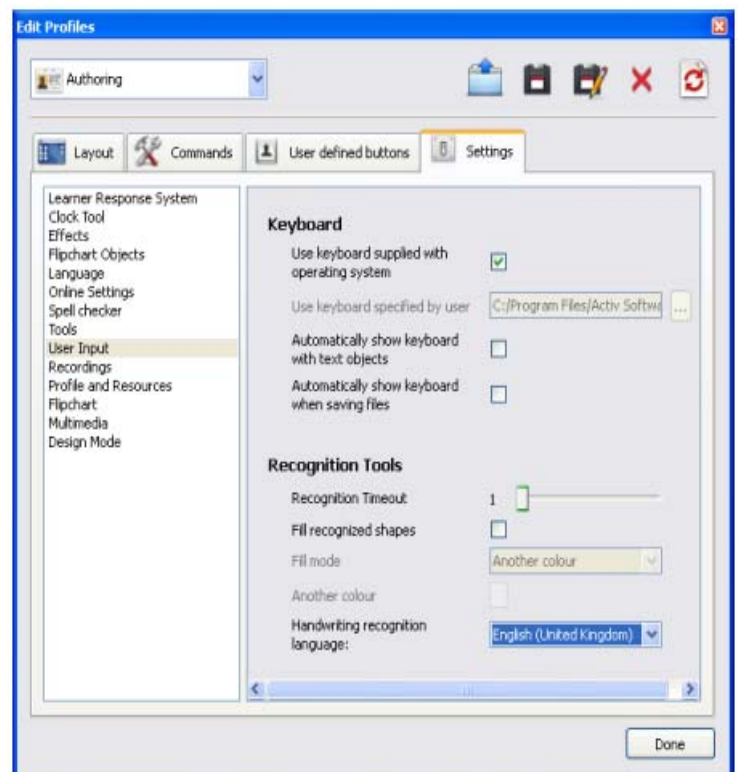 Edit Profiles
Authoring
Layout
Commands
User defined buttons
Settings
Learner Response System
Clock Tool
Effects
Flipchart Objects
Language
Online Settings
Spell checker
Tools
User Input
Recordings
Profile and Resources
Flipchart
Multimedia
Design Mode
Keyboard
Use keyboard supplied with
operating system
Use keyboard specified by user
C:/Program Files/Activ Softwa
...
Automatically show keyboard
with text objects
Automatically show keyboard
when saving files
Recognition Tools
Recognition Timeout
1
Fill recognized shapes
Fill mode
Another colour
Another colour
Handwriting recognition
language:
English (United Kingdom)
Done